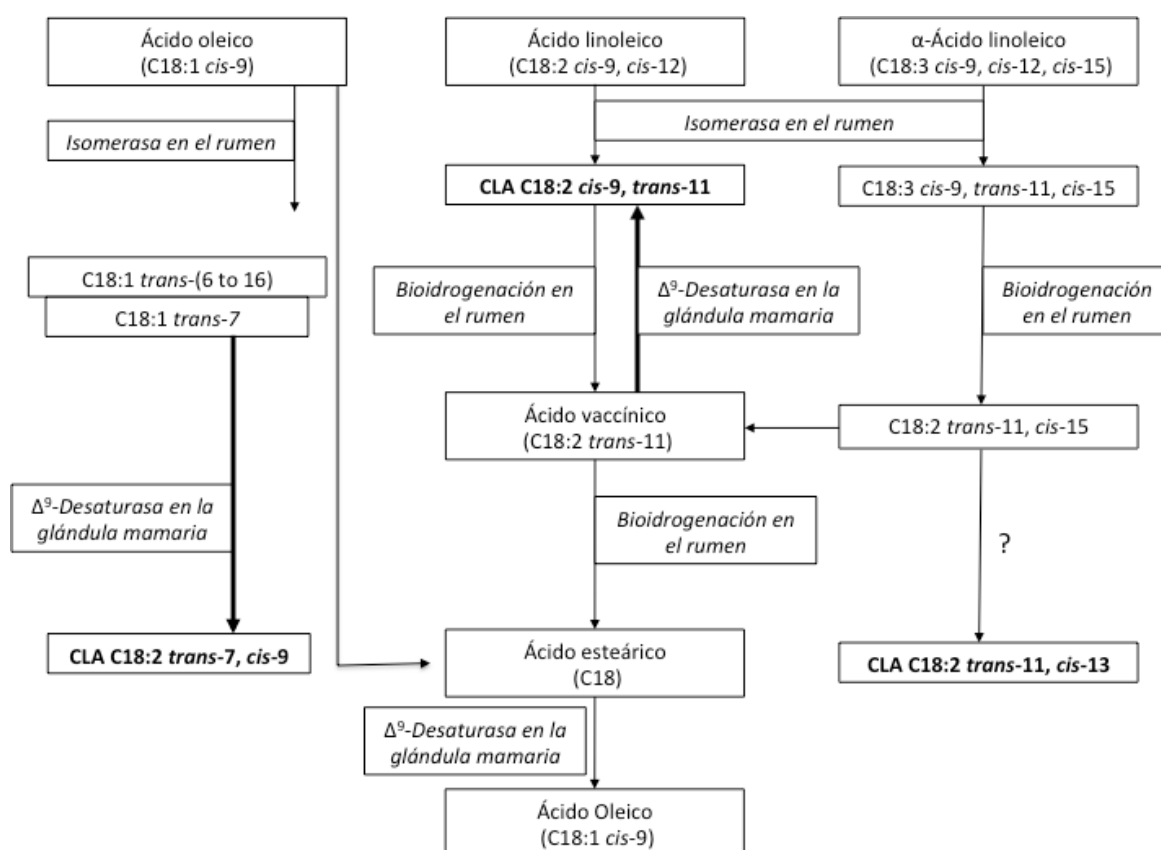 Ácido oleico
(C18:1 cis-9)
Ácido linoleico
(C18:2 cis-9, cis-12)
α-Ácido linoleico
(C18:3 cis-9, cis-12, cis-15)
Isomerasa en el rumen
Isomerasa en el rumen
CLA C18:2 cis-9, trans-11
C18:3 cis-9, trans-11, cis-15
C18:1 trans-(6 to 16)
C18:1 trans-7
Bioidrogenación en
el rumen
Δ⁹-Desaturasa en la
glándula mamaria
Bioidrogenación
en el rumen
Ácido vaccínico
(C18:2 trans-11)
C18:2 trans-11, cis-15
Δ⁹-Desaturasa en la
glándula mamaria
Bioidrogenación en
el rumen
?
CLA C18:2 trans-7, cis-9
Ácido esteárico
(C18)
CLA C18:2 trans-11, cis-13
Δ⁹-Desaturasa en la
glándula mamaria
Ácido Oleico
(C18:1 cis-9)